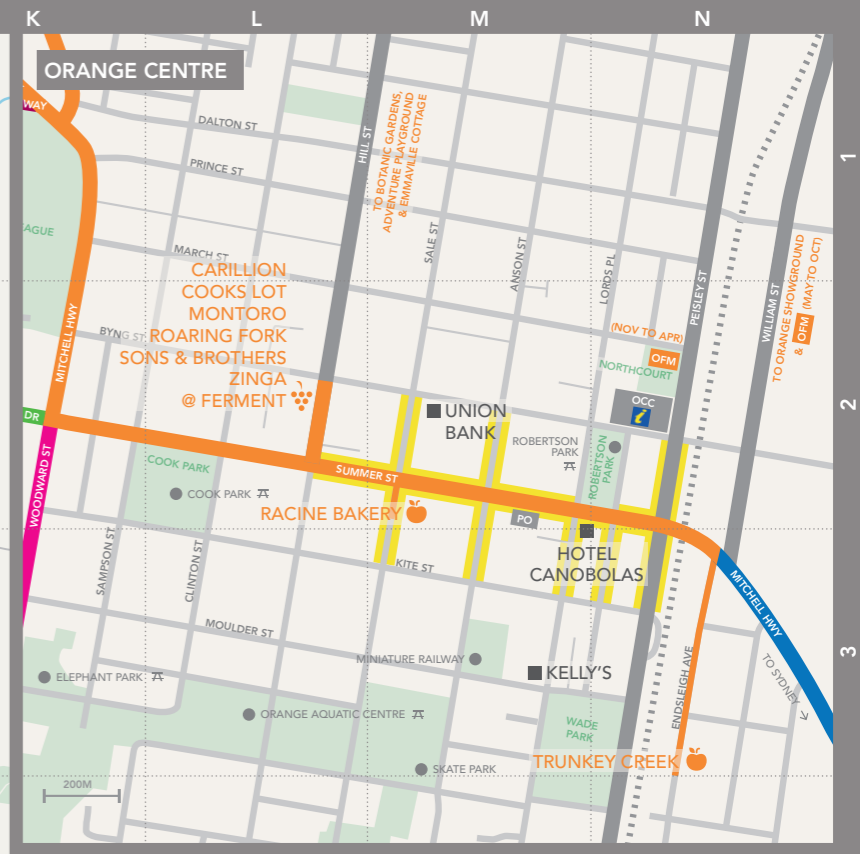 K
L
M
N
ORANGE CENTRE
WAY
DALTON ST
PRINCE ST
HILL ST
TO BOTANIC GARDENS,
ADVENTURE PLAYGROUND
& EMMAVILLE COTTAGE
1
AGUE
MARCH ST
SALE ST
ANSON ST
LORDS PL
PEISLEY ST
WILLIAM ST
TO ORANGE SHOWGROUND
& OFM (MAY TO OCT)
CARILLION
COOKS LOT
MONTORO
ROARING FORK
SONS & BROTHERS
ZINGA
@ FERMENT
BYNG ST
MITCHELL HWY
(NOV TO APR)
OFM
NORTHCOURT
OCC
i
2
DR
UNION
BANK
ROBERTSON
PARK
ROBERTSON
PARK
WOODWARD ST
COOK PARK
COOK PARK
SUMMER ST
RACINE BAKERY
PO
HOTEL
CANOBOLAS
SAMPSON ST
CLINTON ST
KITE ST
MITCHELL HWY
MOULDER ST
MINIATURE RAILWAY
KELLY'S
ENDSLEIGH AVE
TO SYDNEY
3
ELEPHANT PARK
ORANGE AQUATIC CENTRE
WADE
PARK
SKATE PARK
TRUNKEY CREEK
200M